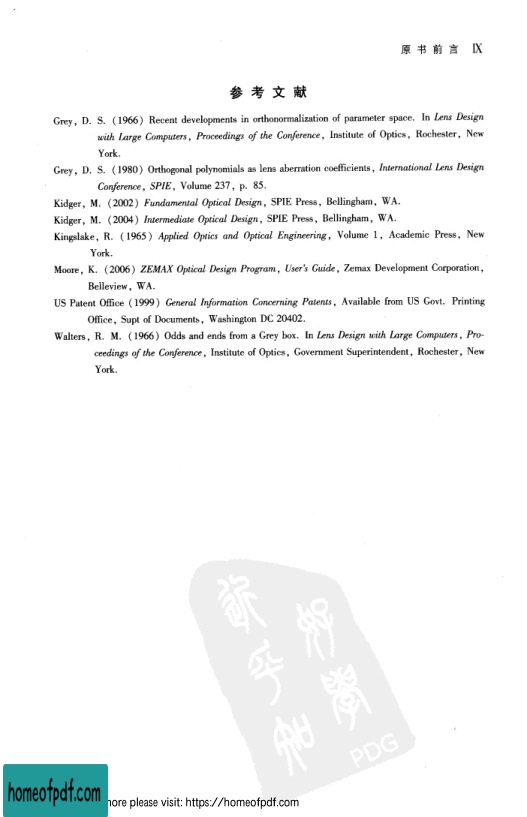 原书前言 IX
参考文献
Grey, D. S. (1966) Recent developments in orthonormalization of parameter space. In Lens Design
with Large Computers, Proceedings of the Conference, Institute of Optics, Rochester, New
York.
Grey, D. S. (1980) Orthogonal polynomials as lens aberration coefficients, International Lens Design
Conference, SPIE, Volume 237, p. 85.
Kidger, M. (2002) Fundamental Optical Design, SPIE Press, Bellingham, WA.
Kidger, M. (2004) Intermediate Optical Design, SPIE Press, Bellingham, WA.
Kingslake, R. (1965) Applied Optics and Optical Engineering, Volume 1, Academic Press, New
York.
Moore, K. (2006) ZEMAX Optical Design Program, User's Guide, Zemax Development Corporation,
Belleview, WA.
US Patent Office (1999) General Information Concerning Patents, Available from US Govt. Printing
Office, Supt of Documents, Washington DC 20402.
Walters, R. M. (1966) Odds and ends from a Grey box. In Lens Design with Large Computers, Pro-
ceedings of the Conference, Institute of Optics, Government Superintendent, Rochester, New
York.
好學
PDG
homeofpdf.com
more please visit: https://homeofpdf.com